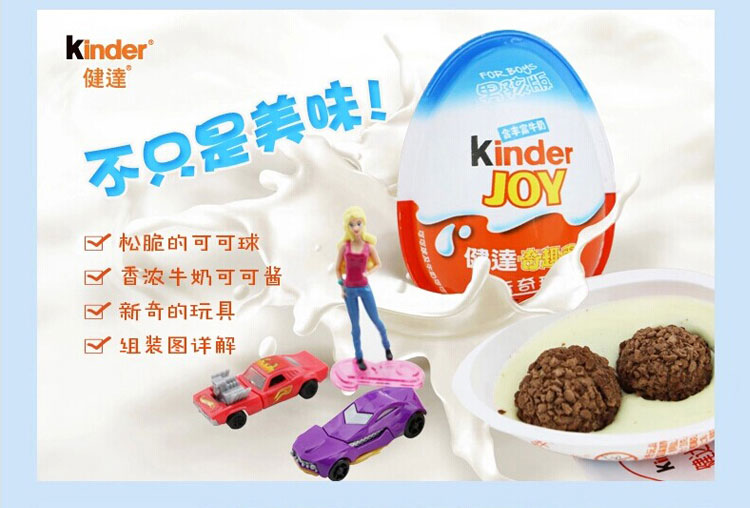 Kinder®
健達®
不只是美味!
松脆的可可球
香浓牛奶可可酱
新奇的玩具
组装图详解
FOR BOYS
男孩版
含丰富牛奶
Kinder
JOY
健達奇趣